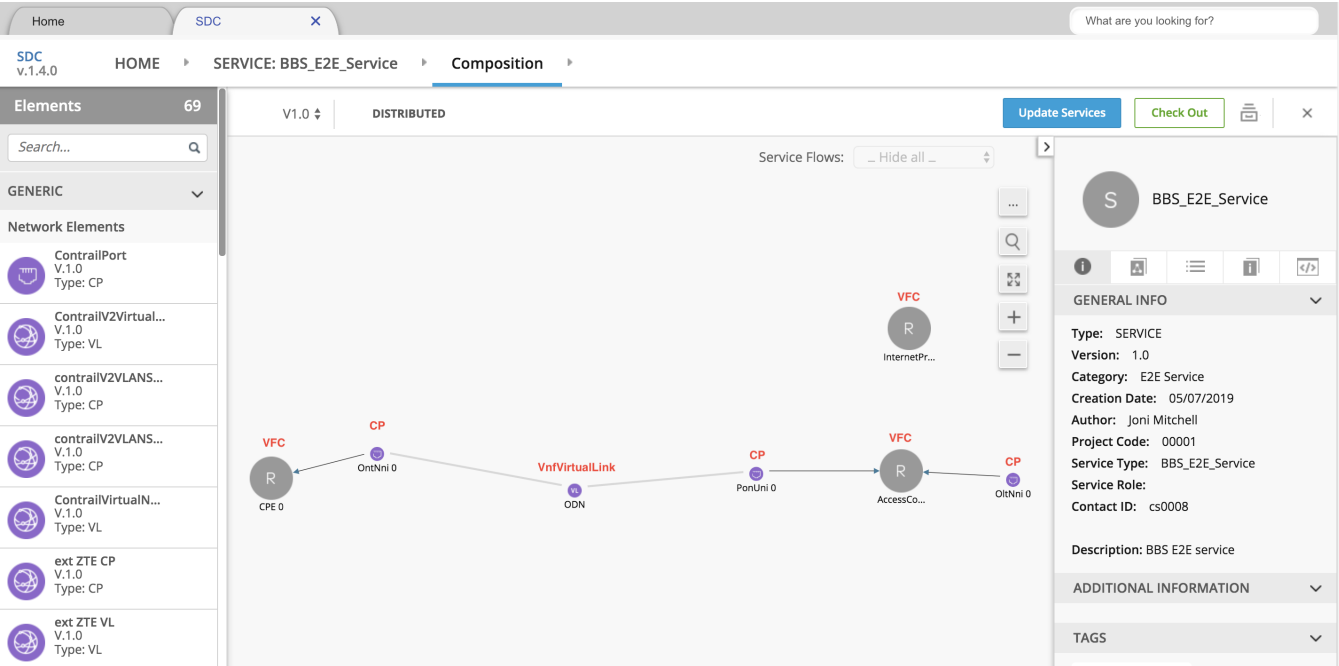 Home
SDC
What are you looking for?
SDC
v.1.4.0
HOME
SERVICE: BBS_E2E_Service
Composition
Elements 69
Search...
GENERIC
Network Elements
ContrailPort
V.1.0
Type: CP
ContrailV2Virtual...
V.1.0
Type: VL
contrailV2VLANS...
V.1.0
Type: CP
contrailV2VLANS...
V.1.0
Type: CP
ContrailVirtualN...
V.1.0
Type: VL
ext ZTE CP
V.1.0
Type: CP
ext ZTE VL
V.1.0
Type: VL
V1.0
DISTRIBUTED
Update Services
Check Out
Service Flows: _ Hide all _
...
VFC
R
InternetPr...
VFC
R
CPE 0
CP
OntNni 0
VnfVirtualLink
VL
ODN
CP
PonUni 0
VFC
R
AccessCo...
CP
OltNni 0
S
BBS_E2E_Service
GENERAL INFO
Type: SERVICE
Version: 1.0
Category: E2E Service
Creation Date: 05/07/2019
Author: Joni Mitchell
Project Code: 00001
Service Type: BBS_E2E_Service
Service Role:
Contact ID: cs0008
Description: BBS E2E service
ADDITIONAL INFORMATION
TAGS